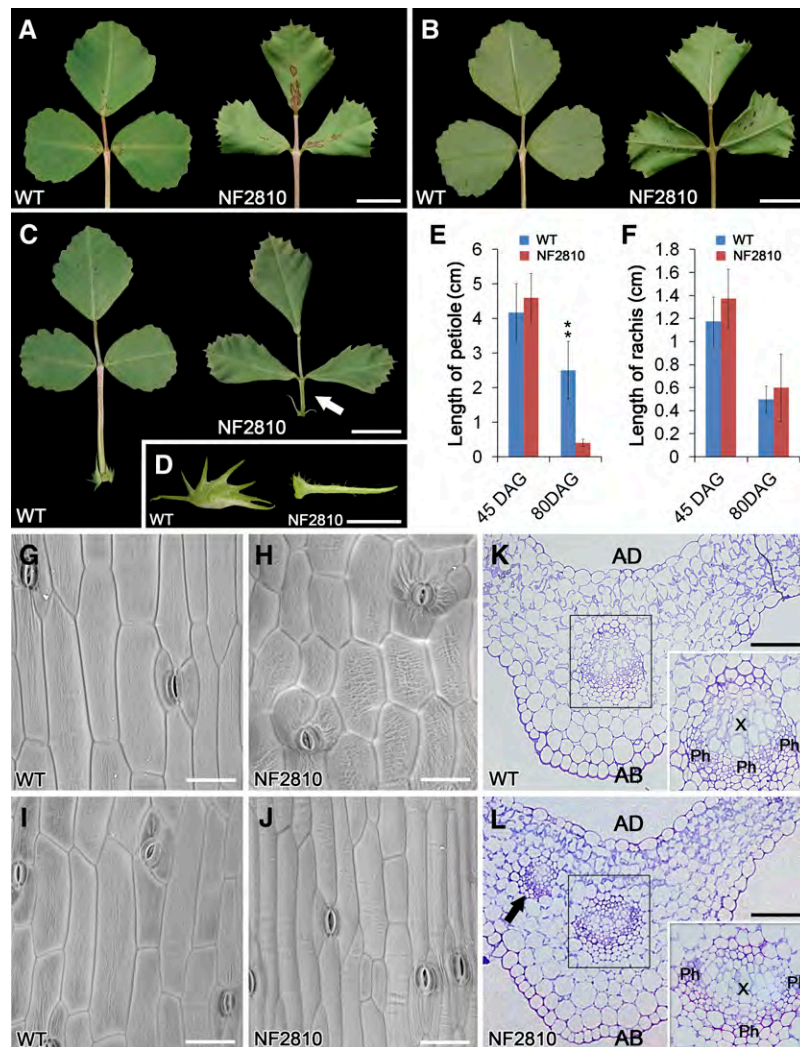 A
WT
NF2810
B
WT
NF2810
C
WT
NF2810
D
WT
NF2810
E
WT
NF2810
Length of petiole (cm)
6
5
4
3
2
1
0
**
45 DAG
80DAG
F
WT
NF2810
Length of rachis (cm)
1.8
1.6
1.4
1.2
1
0.8
0.6
0.4
0.2
0
45 DAG
80DAG
G
WT
H
NF2810
K
AD
AB
WT
X
Ph
Ph
Ph
I
WT
J
NF2810
L
AD
AB
NF2810
X
Ph
Ph
Ph